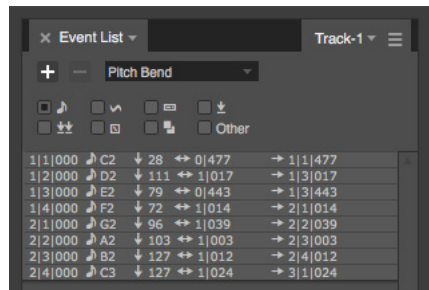 × Event List Track-1
+ - Pitch Bend
Other
1|1|000 C2 28 0|477 1|1|477
1|2|000 D2 111 1|017 1|3|017
1|3|000 E2 79 0|443 1|3|443
1|4|000 F2 72 1|014 2|1|014
2|1|000 G2 96 1|039 2|2|039
2|2|000 A2 103 1|003 2|3|003
2|3|000 B2 127 1|012 2|4|012
2|4|000 C3 127 1|024 3|1|024